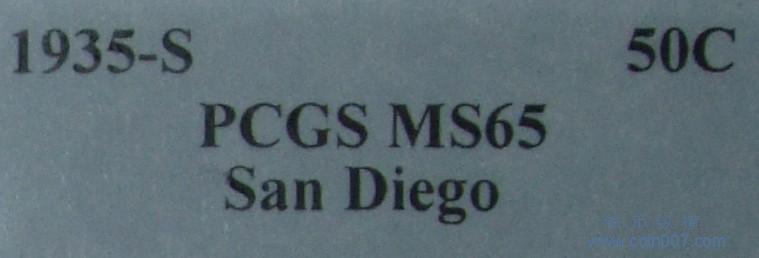 1935-S 50C
PCGS MS65
San Diego
www.coin007.com